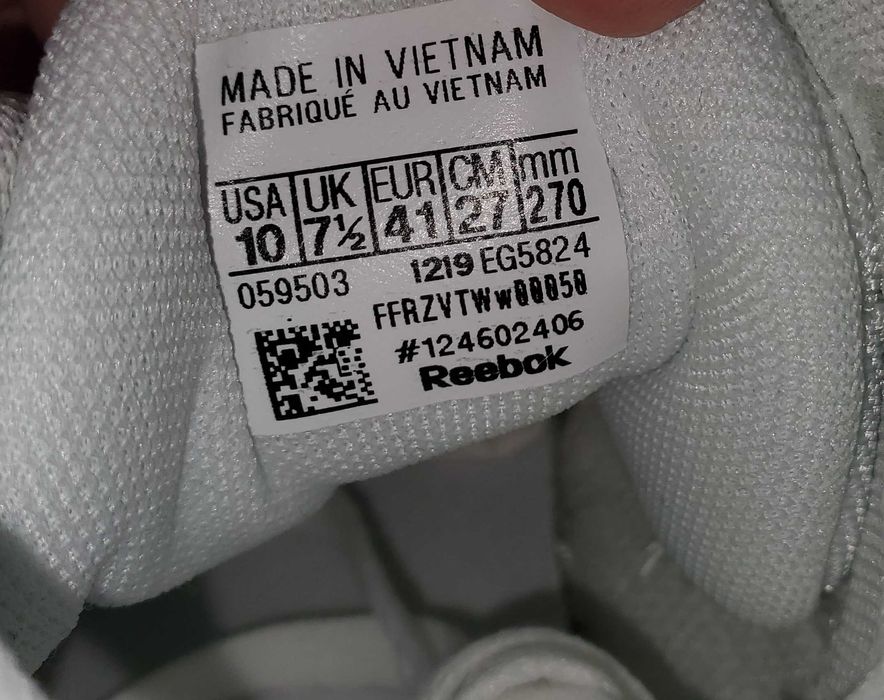 MADE IN VIETNAM
FABRIQUÉ AU VIETNAM
USA UK EUR CM mm
10 7½ 41 27 270
059503 1219 EG5824
FFRZVTWw00050
#124602406
Reebok